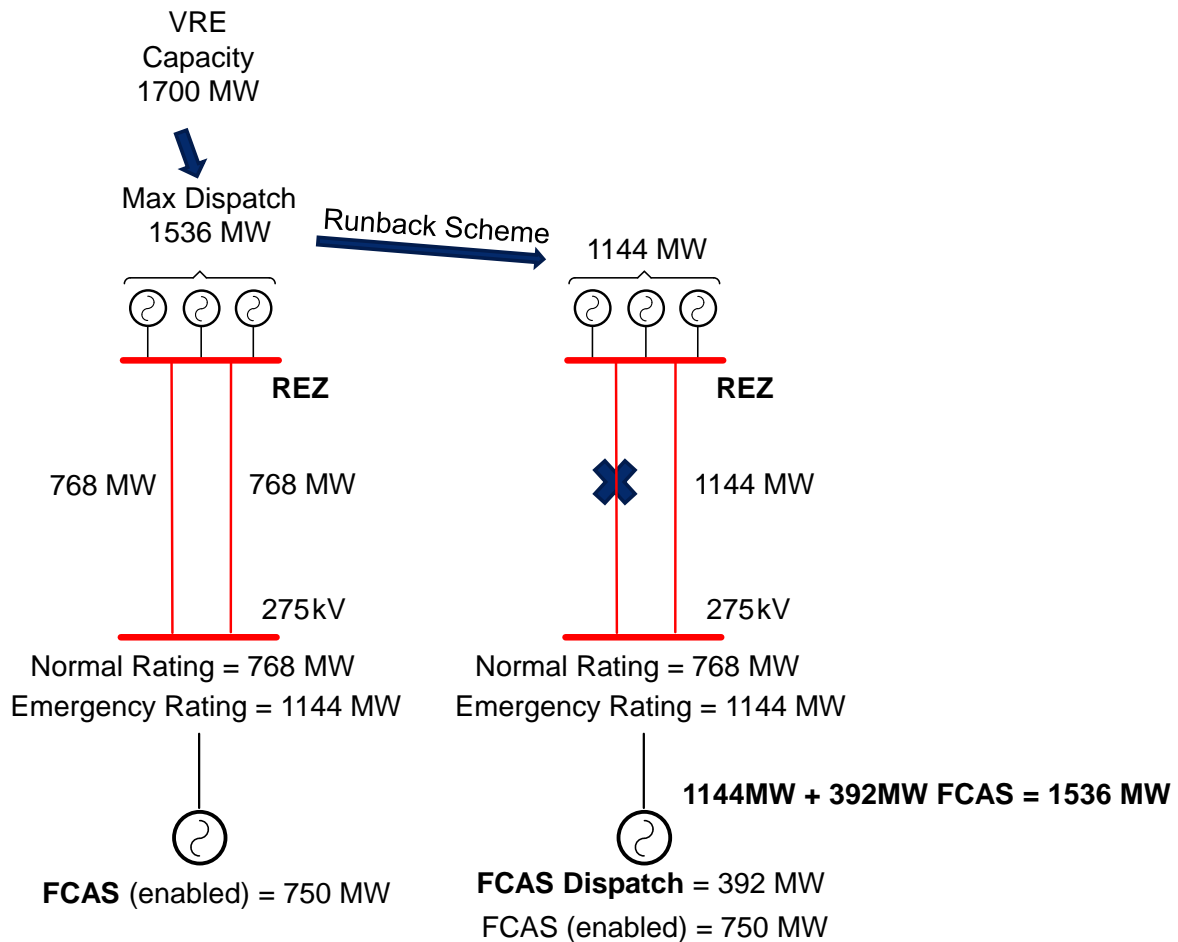 VRE
Capacity
1700 MW
Max Dispatch
1536 MW
Runback Scheme
1144 MW
REZ
REZ
768 MW
768 MW
1144 MW
275kV
275kV
Normal Rating = 768 MW
Emergency Rating = 1144 MW
Normal Rating = 768 MW
Emergency Rating = 1144 MW
1144MW + 392MW FCAS = 1536 MW
FCAS (enabled) = 750 MW
FCAS Dispatch = 392 MW
FCAS (enabled) = 750 MW